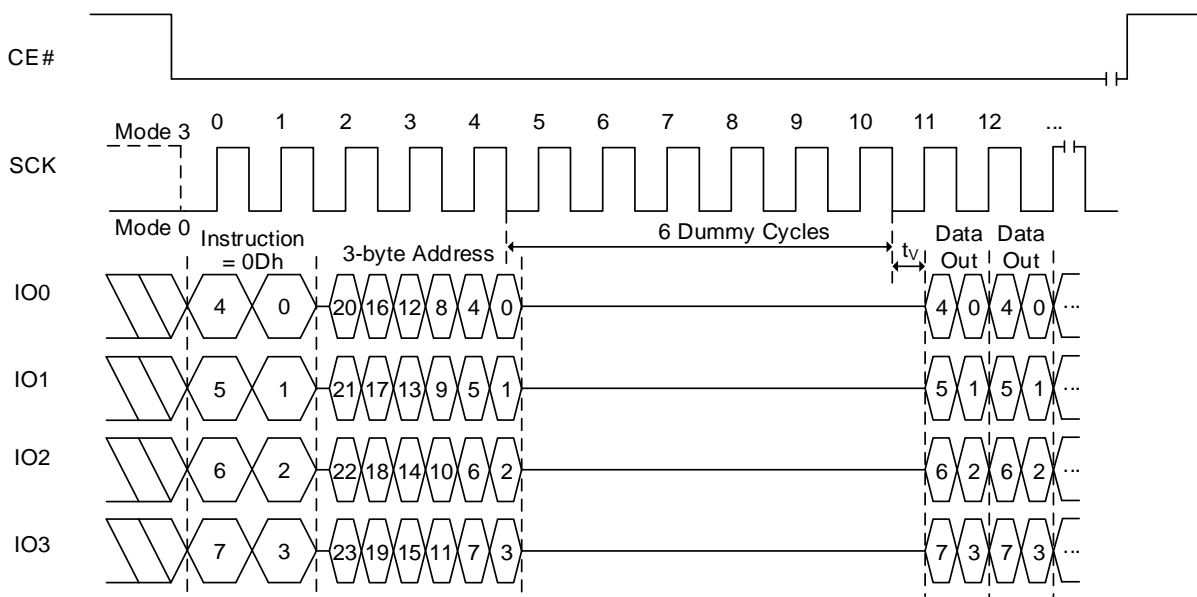 CE#
0 1 2 3 4 5 6 7 8 9 10 11 12 ...
Mode 3
SCK
Mode 0
Instruction
= 0Dh
3-byte Address
6 Dummy Cycles
tV
Data
Out
Data
Out
IO0 4 0 20 16 12 8 4 0 4 0 4 0 ...
IO1 5 1 21 17 13 9 5 1 5 1 5 1 ...
IO2 6 2 22 18 14 10 6 2 6 2 6 2 ...
IO3 7 3 23 19 15 11 7 3 7 3 7 3 ...